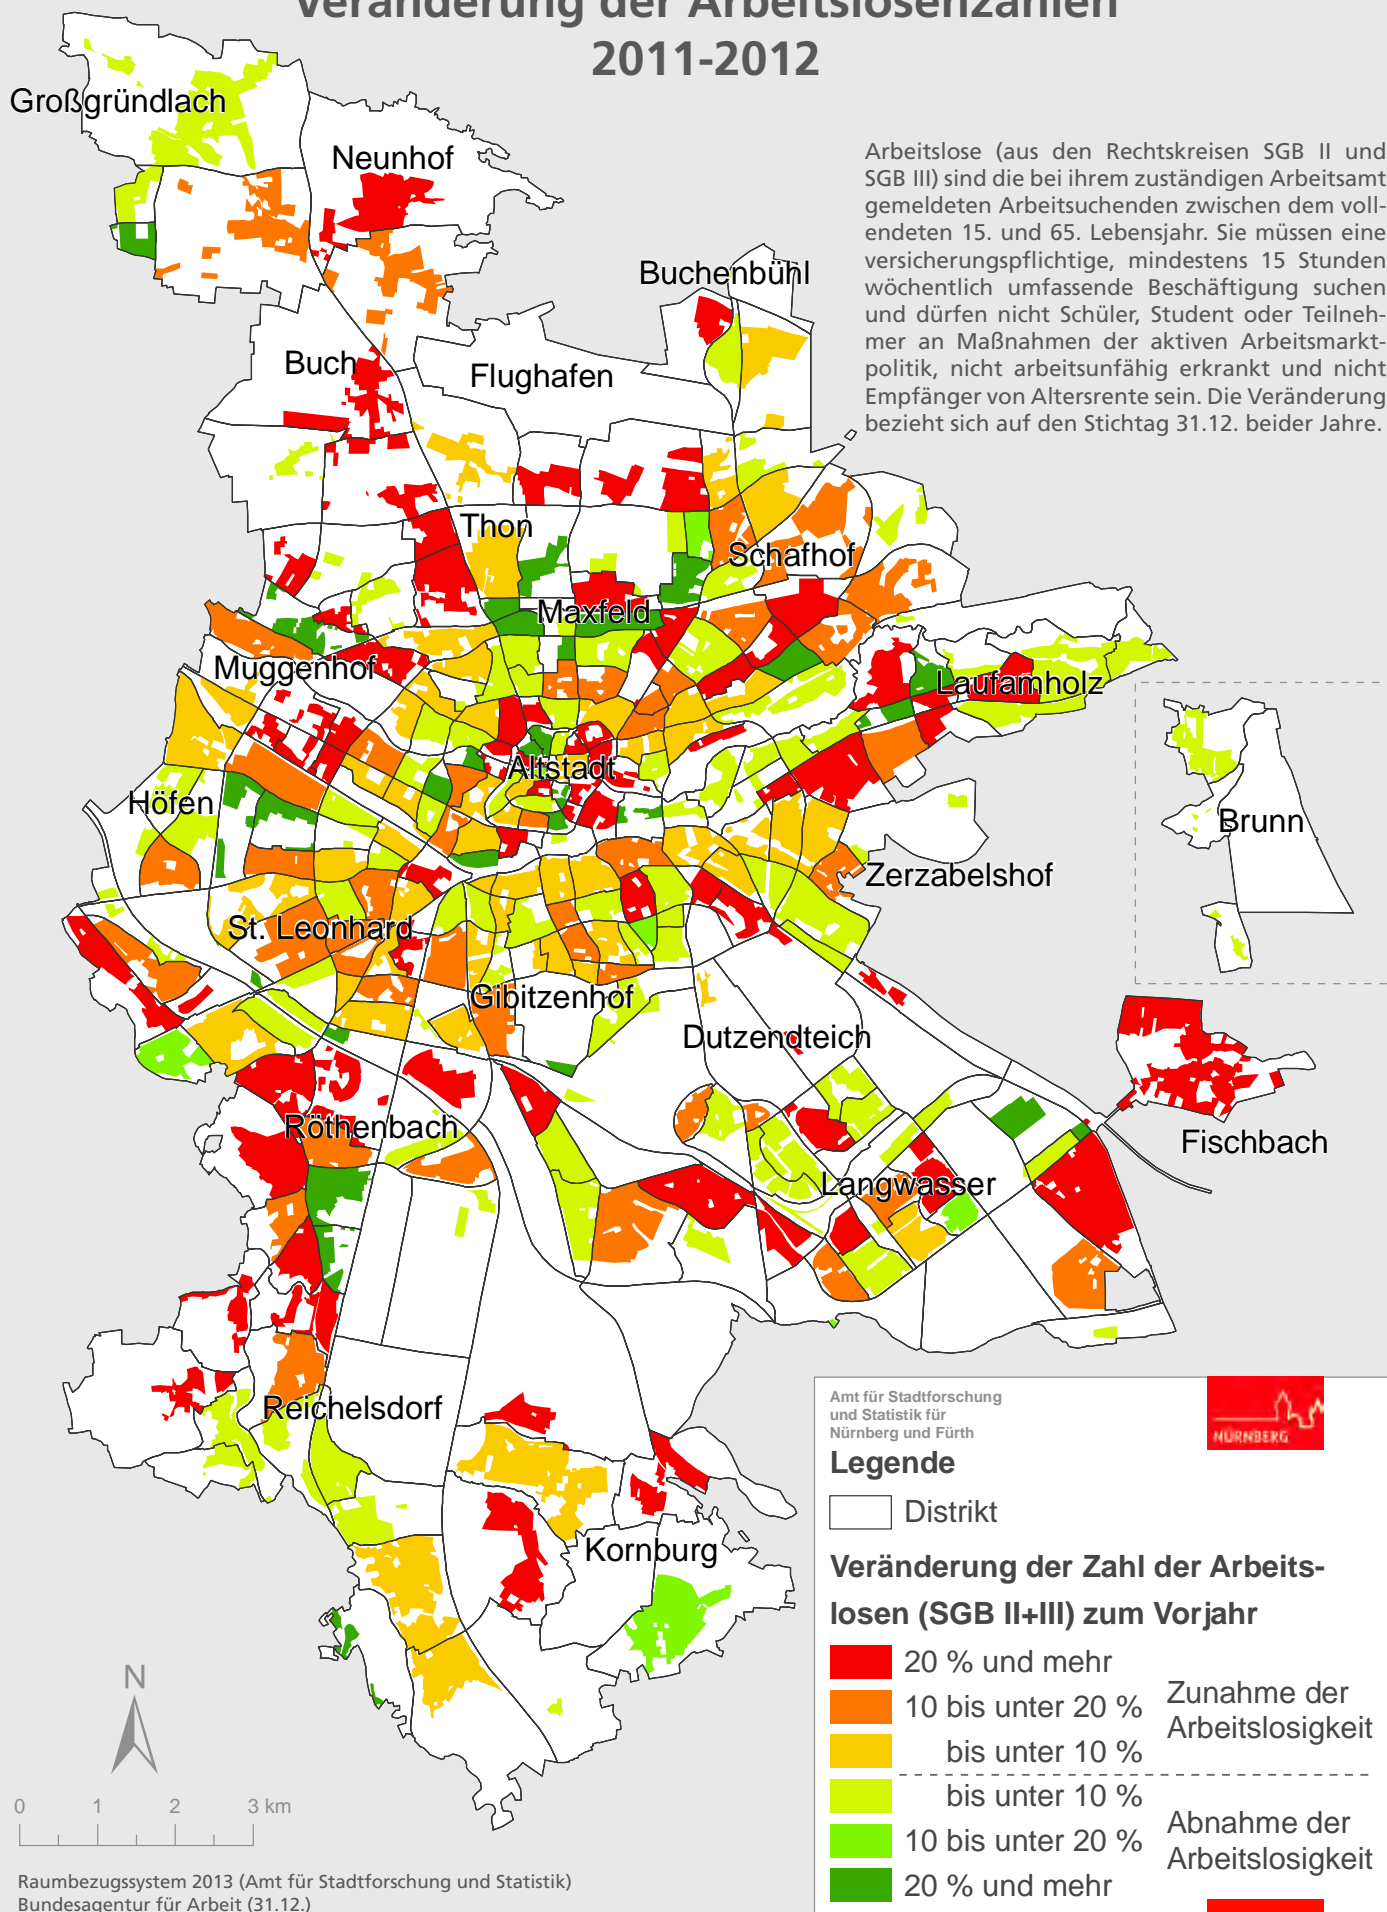 Veränderung der Arbeitslosenzahlen
2011-2012
Arbeitslose (aus den Rechtskreisen SGB II und
SGB III) sind die bei ihrem zuständigen Arbeitsamt
gemeldeten Arbeitsuchenden zwischen dem voll-
endeten 15. und 65. Lebensjahr. Sie müssen eine
versicherungspflichtige, mindestens 15 Stunden
wöchentlich umfassende Beschäftigung suchen
und dürfen nicht Schüler, Student oder Teilneh-
mer an Maßnahmen der aktiven Arbeitsmarkt-
politik, nicht arbeitsunfähig erkrankt und nicht
Empfänger von Altersrente sein. Die Veränderung
bezieht sich auf den Stichtag 31.12. beider Jahre.
Großgründlach
Neunhof
Buchenbühl
Buch
Flughafen
Thon
Schafhof
Maxfeld
Muggenhof
Laufamholz
Altstadt
Höfen
Brunn
Zerzabelshof
St. Leonhard
Gibitzenhof
Dutzendteich
Röthenbach
Fischbach
Langwasser
Reichelsdorf
Kornburg
Amt für Stadtforschung
und Statistik für
Nürnberg und Fürth
NÜRNBERG
Legende
Distrikt
Veränderung der Zahl der Arbeits-
losen (SGB II+III) zum Vorjahr
20 % und mehr
10 bis unter 20 %
bis unter 10 %
Zunahme der
Arbeitslosigkeit
bis unter 10 %
10 bis unter 20 %
20 % und mehr
Abnahme der
Arbeitslosigkeit
N
0 1 2 3 km
Raumbezugssystem 2013 (Amt für Stadtforschung und Statistik)
Bundesagentur für Arbeit (31.12.)